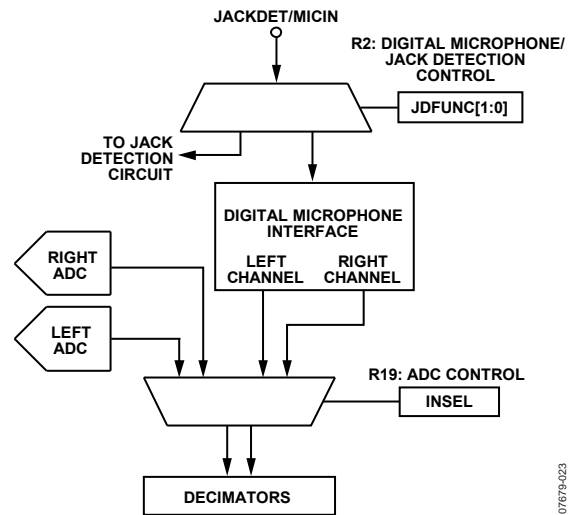 JACKDET/MICIN
R2: DIGITAL MICROPHONE/
JACK DETECTION
CONTROL
JDFUNC[1:0]
TO JACK
DETECTION
CIRCUIT
DIGITAL MICROPHONE
INTERFACE
LEFT
CHANNEL
RIGHT
CHANNEL
RIGHT
ADC
LEFT
ADC
R19: ADC CONTROL
INSEL
DECIMATORS
07679-023